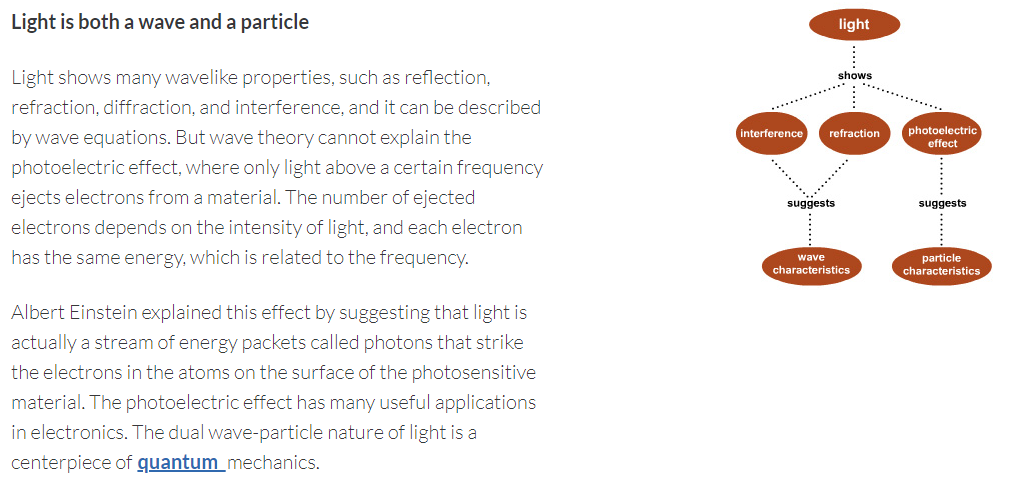 Light is both a wave and a particle
Light shows many wavelike properties, such as reflection,
refraction, diffraction, and interference, and it can be described
by wave equations. But wave theory cannot explain the
photoelectric effect, where only light above a certain frequency
ejects electrons from a material. The number of ejected
electrons depends on the intensity of light, and each electron
has the same energy, which is related to the frequency.
Albert Einstein explained this effect by suggesting that light is
actually a stream of energy packets called photons that strike
the electrons in the atoms on the surface of the photosensitive
material. The photoelectric effect has many useful applications
in electronics. The dual wave-particle nature of light is a
centerpiece of quantum mechanics.
light
shows
interference
refraction
photoelectric
effect
suggests
suggests
wave
characteristics
particle
characteristics